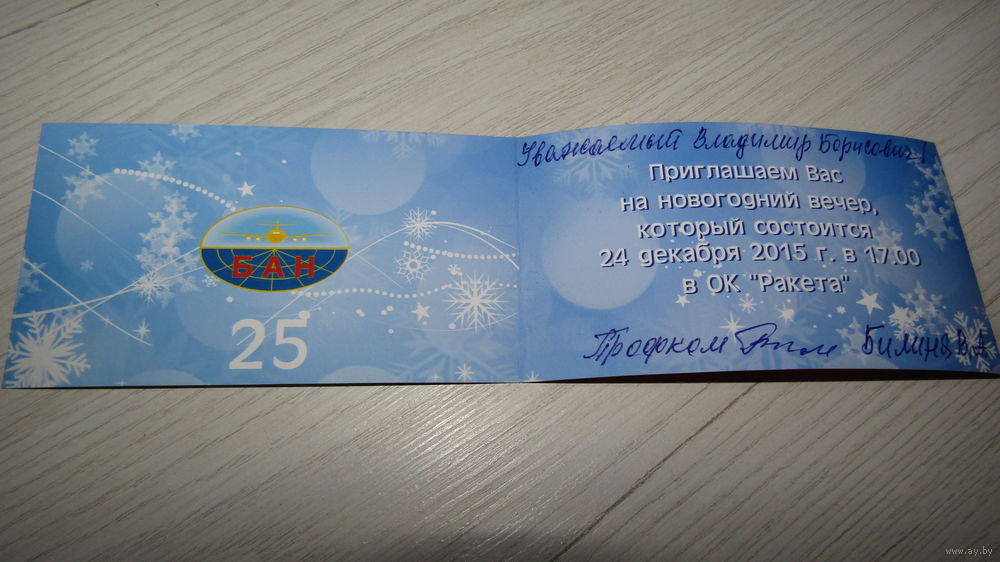 БАН
25
Уважаемый Владимир Борисович!
Приглашаем Вас
на новогодний вечер,
который состоится
24 декабря 2015 г. в 17.00
в ОК "Ракета"
Профком
www.ay.by